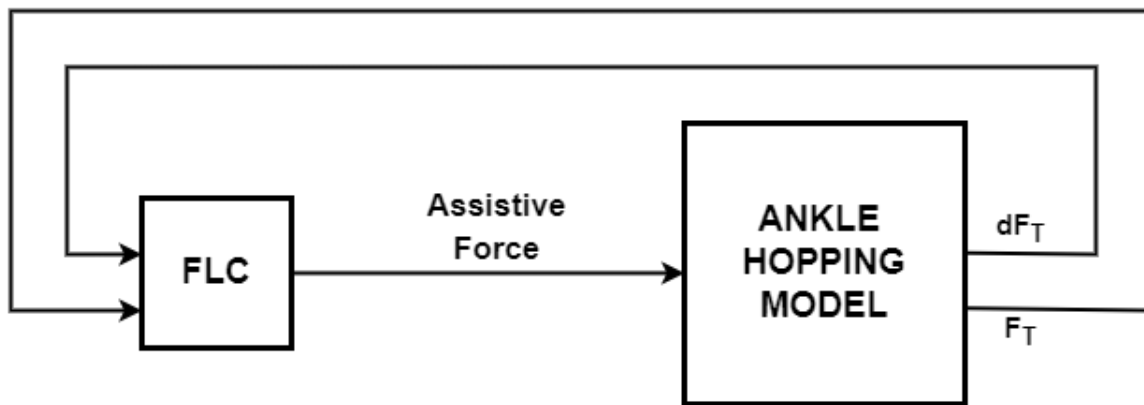 FLC
Assistive
Force
ANKLE
HOPPING
MODEL
dF_T
F_T